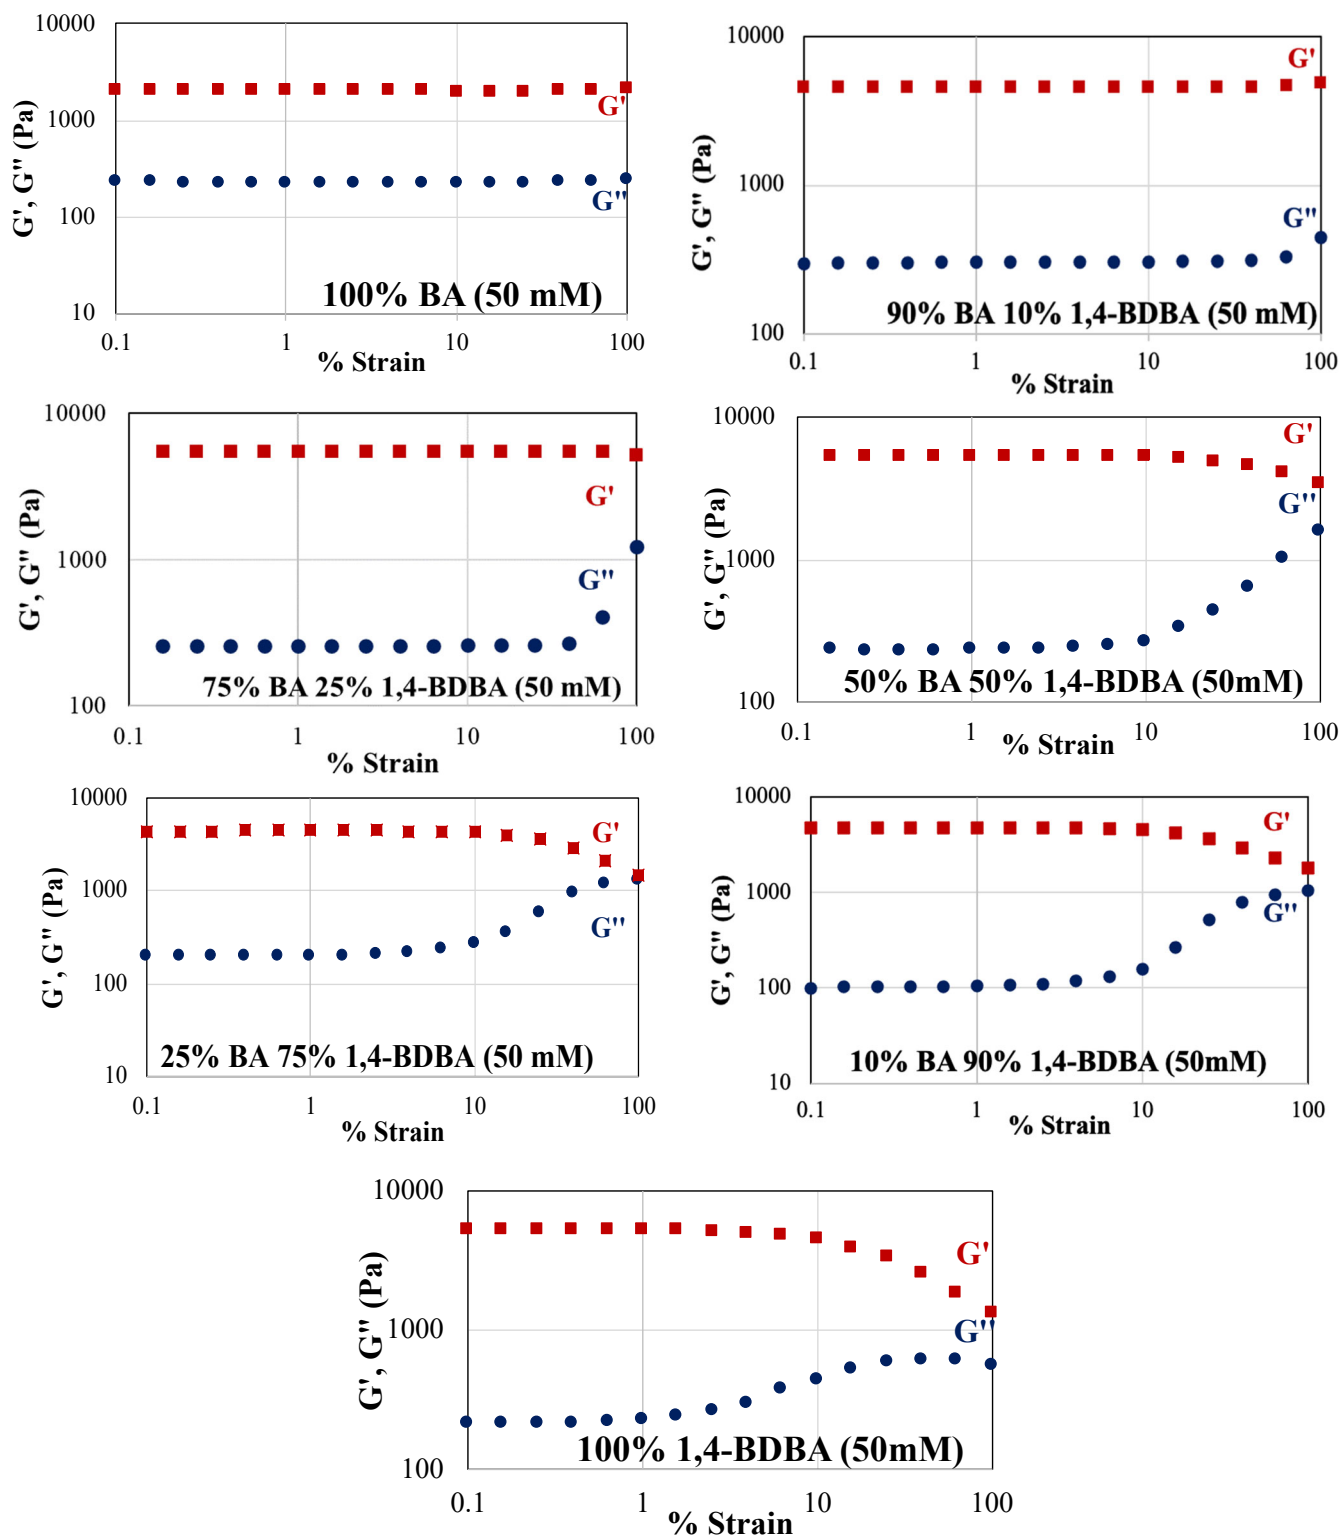 10000
1000
100
10
G', G'' (Pa)
G'
G''
100% BA (50 mM)
0.1 1 10 100
% Strain
10000
1000
100
G', G'' (Pa)
G'
G''
90% BA 10% 1,4-BDBA (50 mM)
0.1 1 10 100
% Strain
10000
1000
100
G', G'' (Pa)
G'
G''
75% BA 25% 1,4-BDBA (50 mM)
0.1 1 10 100
% Strain
10000
1000
100
G', G'' (Pa)
G'
G''
50% BA 50% 1,4-BDBA (50mM)
0.1 1 10 100
% Strain
10000
1000
100
10
G', G'' (Pa)
G'
G''
25% BA 75% 1,4-BDBA (50 mM)
0.1 1 10 100
% Strain
10000
1000
100
10
G', G'' (Pa)
G'
G''
10% BA 90% 1,4-BDBA (50mM)
0.1 1 10 100
% Strain
10000
1000
100
G', G'' (Pa)
G'
G''
100% 1,4-BDBA (50mM)
0.1 1 10 100
% Strain